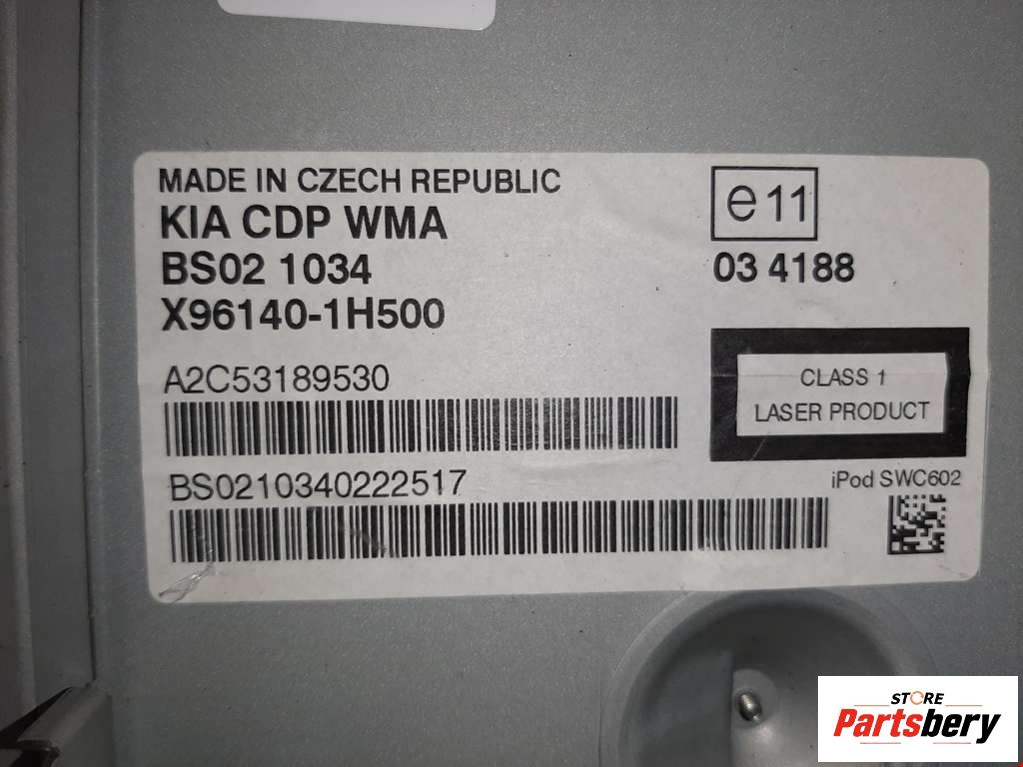 MADE IN CZECH REPUBLIC
KIA CDP WMA
BS02 1034
X96140-1H500
e11
03 4188
A2C53189530
CLASS 1
LASER PRODUCT
BS0210340222517
iPod SWC602
STORE
Partsbery